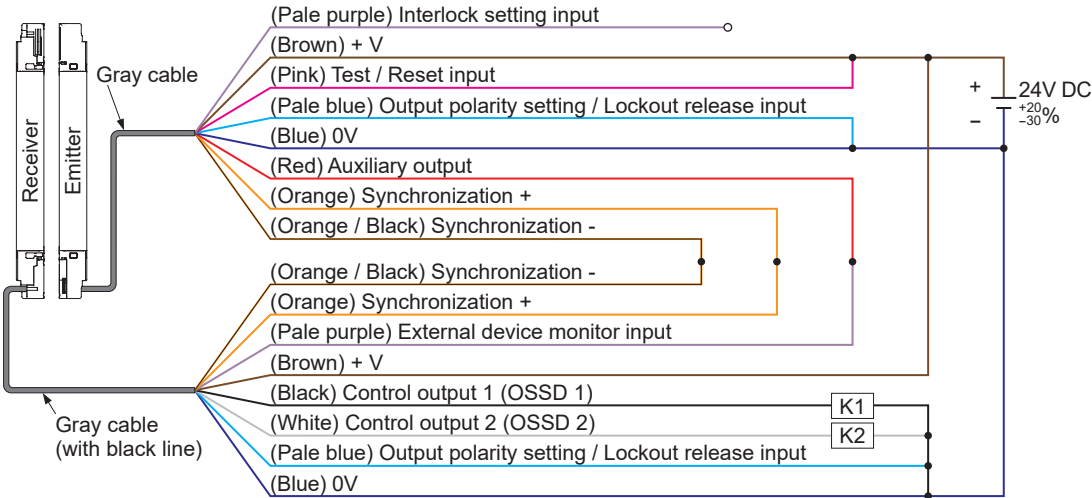 (Pale purple) Interlock setting input
(Brown) + V
Gray cable
(Pink) Test / Reset input
(Pale blue) Output polarity setting / Lockout release input
(Blue) 0V
(Red) Auxiliary output
(Orange) Synchronization +
(Orange / Black) Synchronization -
+
−
24V DC
+20
−30 %
Receiver
Emitter
(Orange / Black) Synchronization -
(Orange) Synchronization +
(Pale purple) External device monitor input
(Brown) + V
(Black) Control output 1 (OSSD 1)
K1
(White) Control output 2 (OSSD 2)
K2
(Pale blue) Output polarity setting / Lockout release input
(Blue) 0V
Gray cable
(with black line)